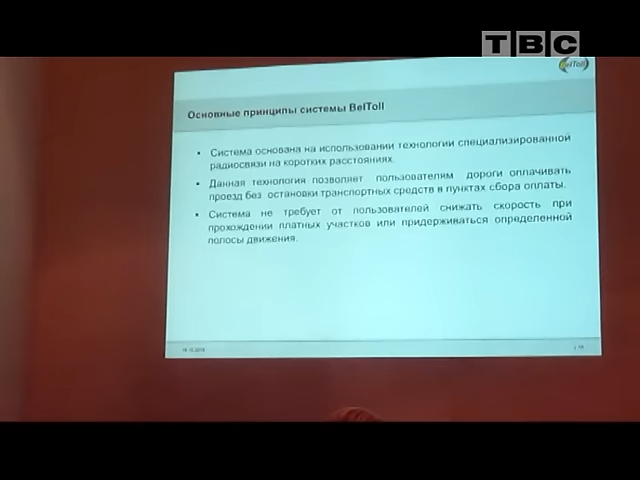 ТВС
BelToll
Основные принципы системы BelToll
• Система основана на использовании технологии специализированной
радиосвязи на коротких расстояниях.
• Данная технология позволяет пользователям дороги оплачивать
проезд без остановки транспортных средств в пунктах сбора оплаты.
• Система не требует от пользователей снижать скорость при
прохождении платных участков или придерживаться определенной
полосы движения.